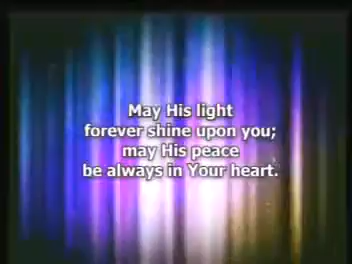 May His light
forever shine upon you;
may His peace
be always in Your heart.